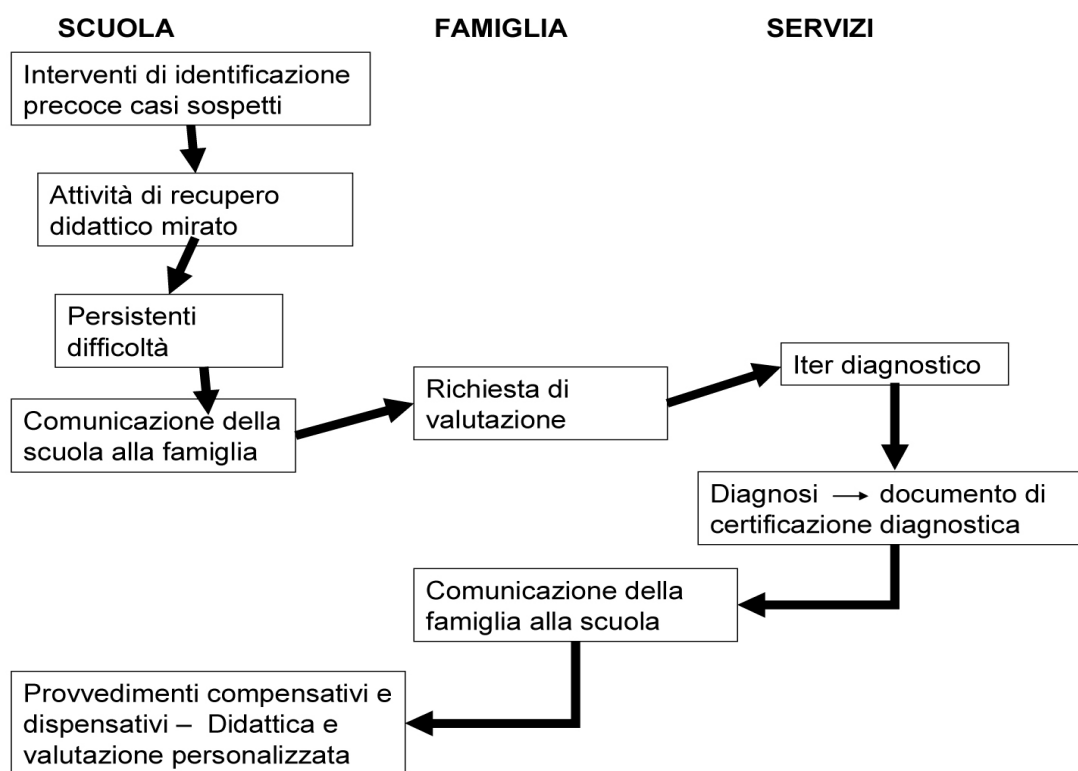 SCUOLA
FAMIGLIA
SERVIZI
Interventi di identificazione
precoce casi sospetti
Attività di recupero
didattico mirato
Persistenti
difficoltà
Comunicazione della
scuola alla famiglia
Richiesta di
valutazione
Iter diagnostico
Diagnosi → documento di
certificazione diagnostica
Comunicazione della
famiglia alla scuola
Provvedimenti compensativi e
dispensativi – Didattica e
valutazione personalizzata